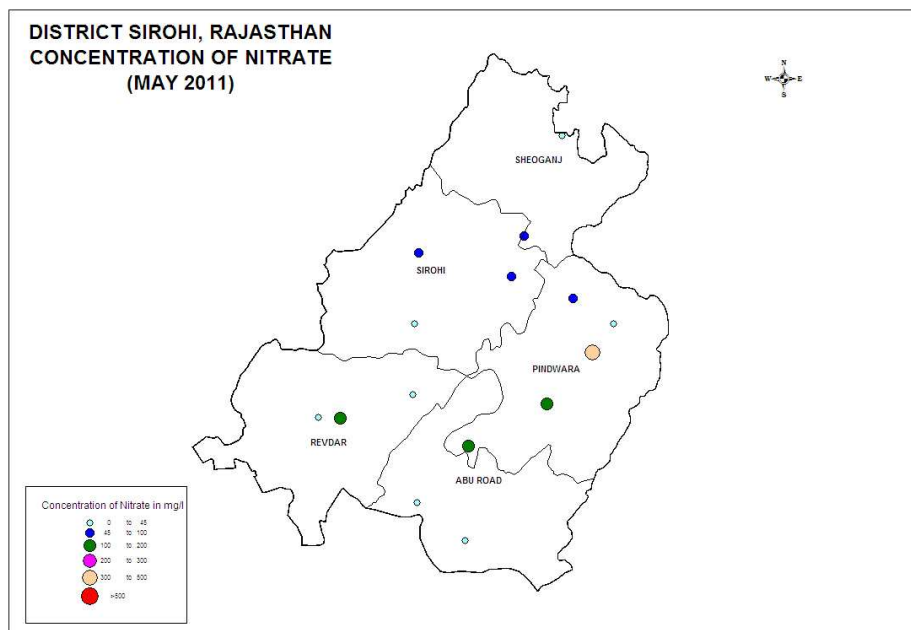 DISTRICT SIROHI, RAJASTHAN
CONCENTRATION OF NITRATE
(MAY 2011)
N
W E
S
SHEOGANJ
SIROHI
PINDWARA
REVDAR
ABU ROAD
Concentration of Nitrate in mg/l
0 to 45
45 to 100
100 to 200
200 to 300
300 to 500
>500